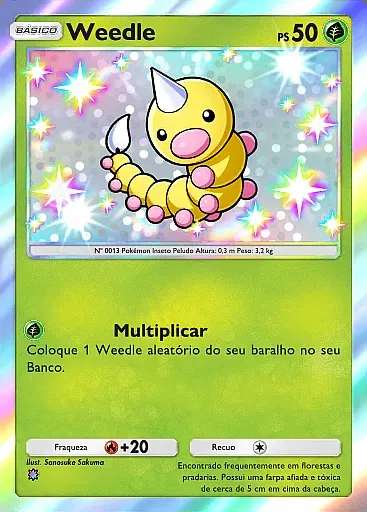 BÁSICO Weedle PS 50
Nº 0013 Pokémon Inseto Peludo Altura: 0,3 m Peso: 3,2 kg
Multiplicar
Coloque 1 Weedle aleatório do seu baralho no seu
Banco.
Fraqueza +20 Recuo
Ilust. Sanosuke Sakuma
Encontrado frequentemente em florestas e
pradarias. Possui uma farpa afiada e tóxica
de cerca de 5 cm em cima da cabeça.